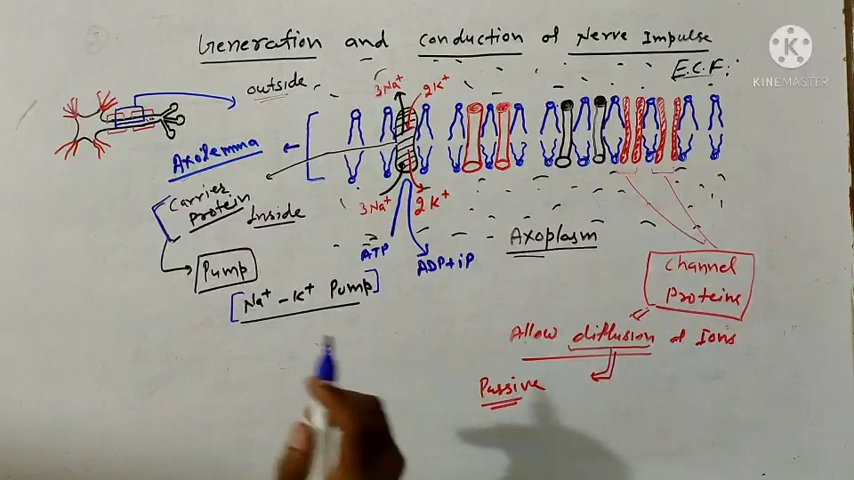 Generation and conduction of Nerve Impulse
E.C.F.
K
KINEMASTER
outside
3Na+ 2K+
Axolemma
Carrier
Protein
Inside
3Na+ 2K+
Axoplasm
ATP
ADP+iP
Pump
[Na+ - K+ Pump]
Channel
Proteins
Allow diffusion of Ions
Passive